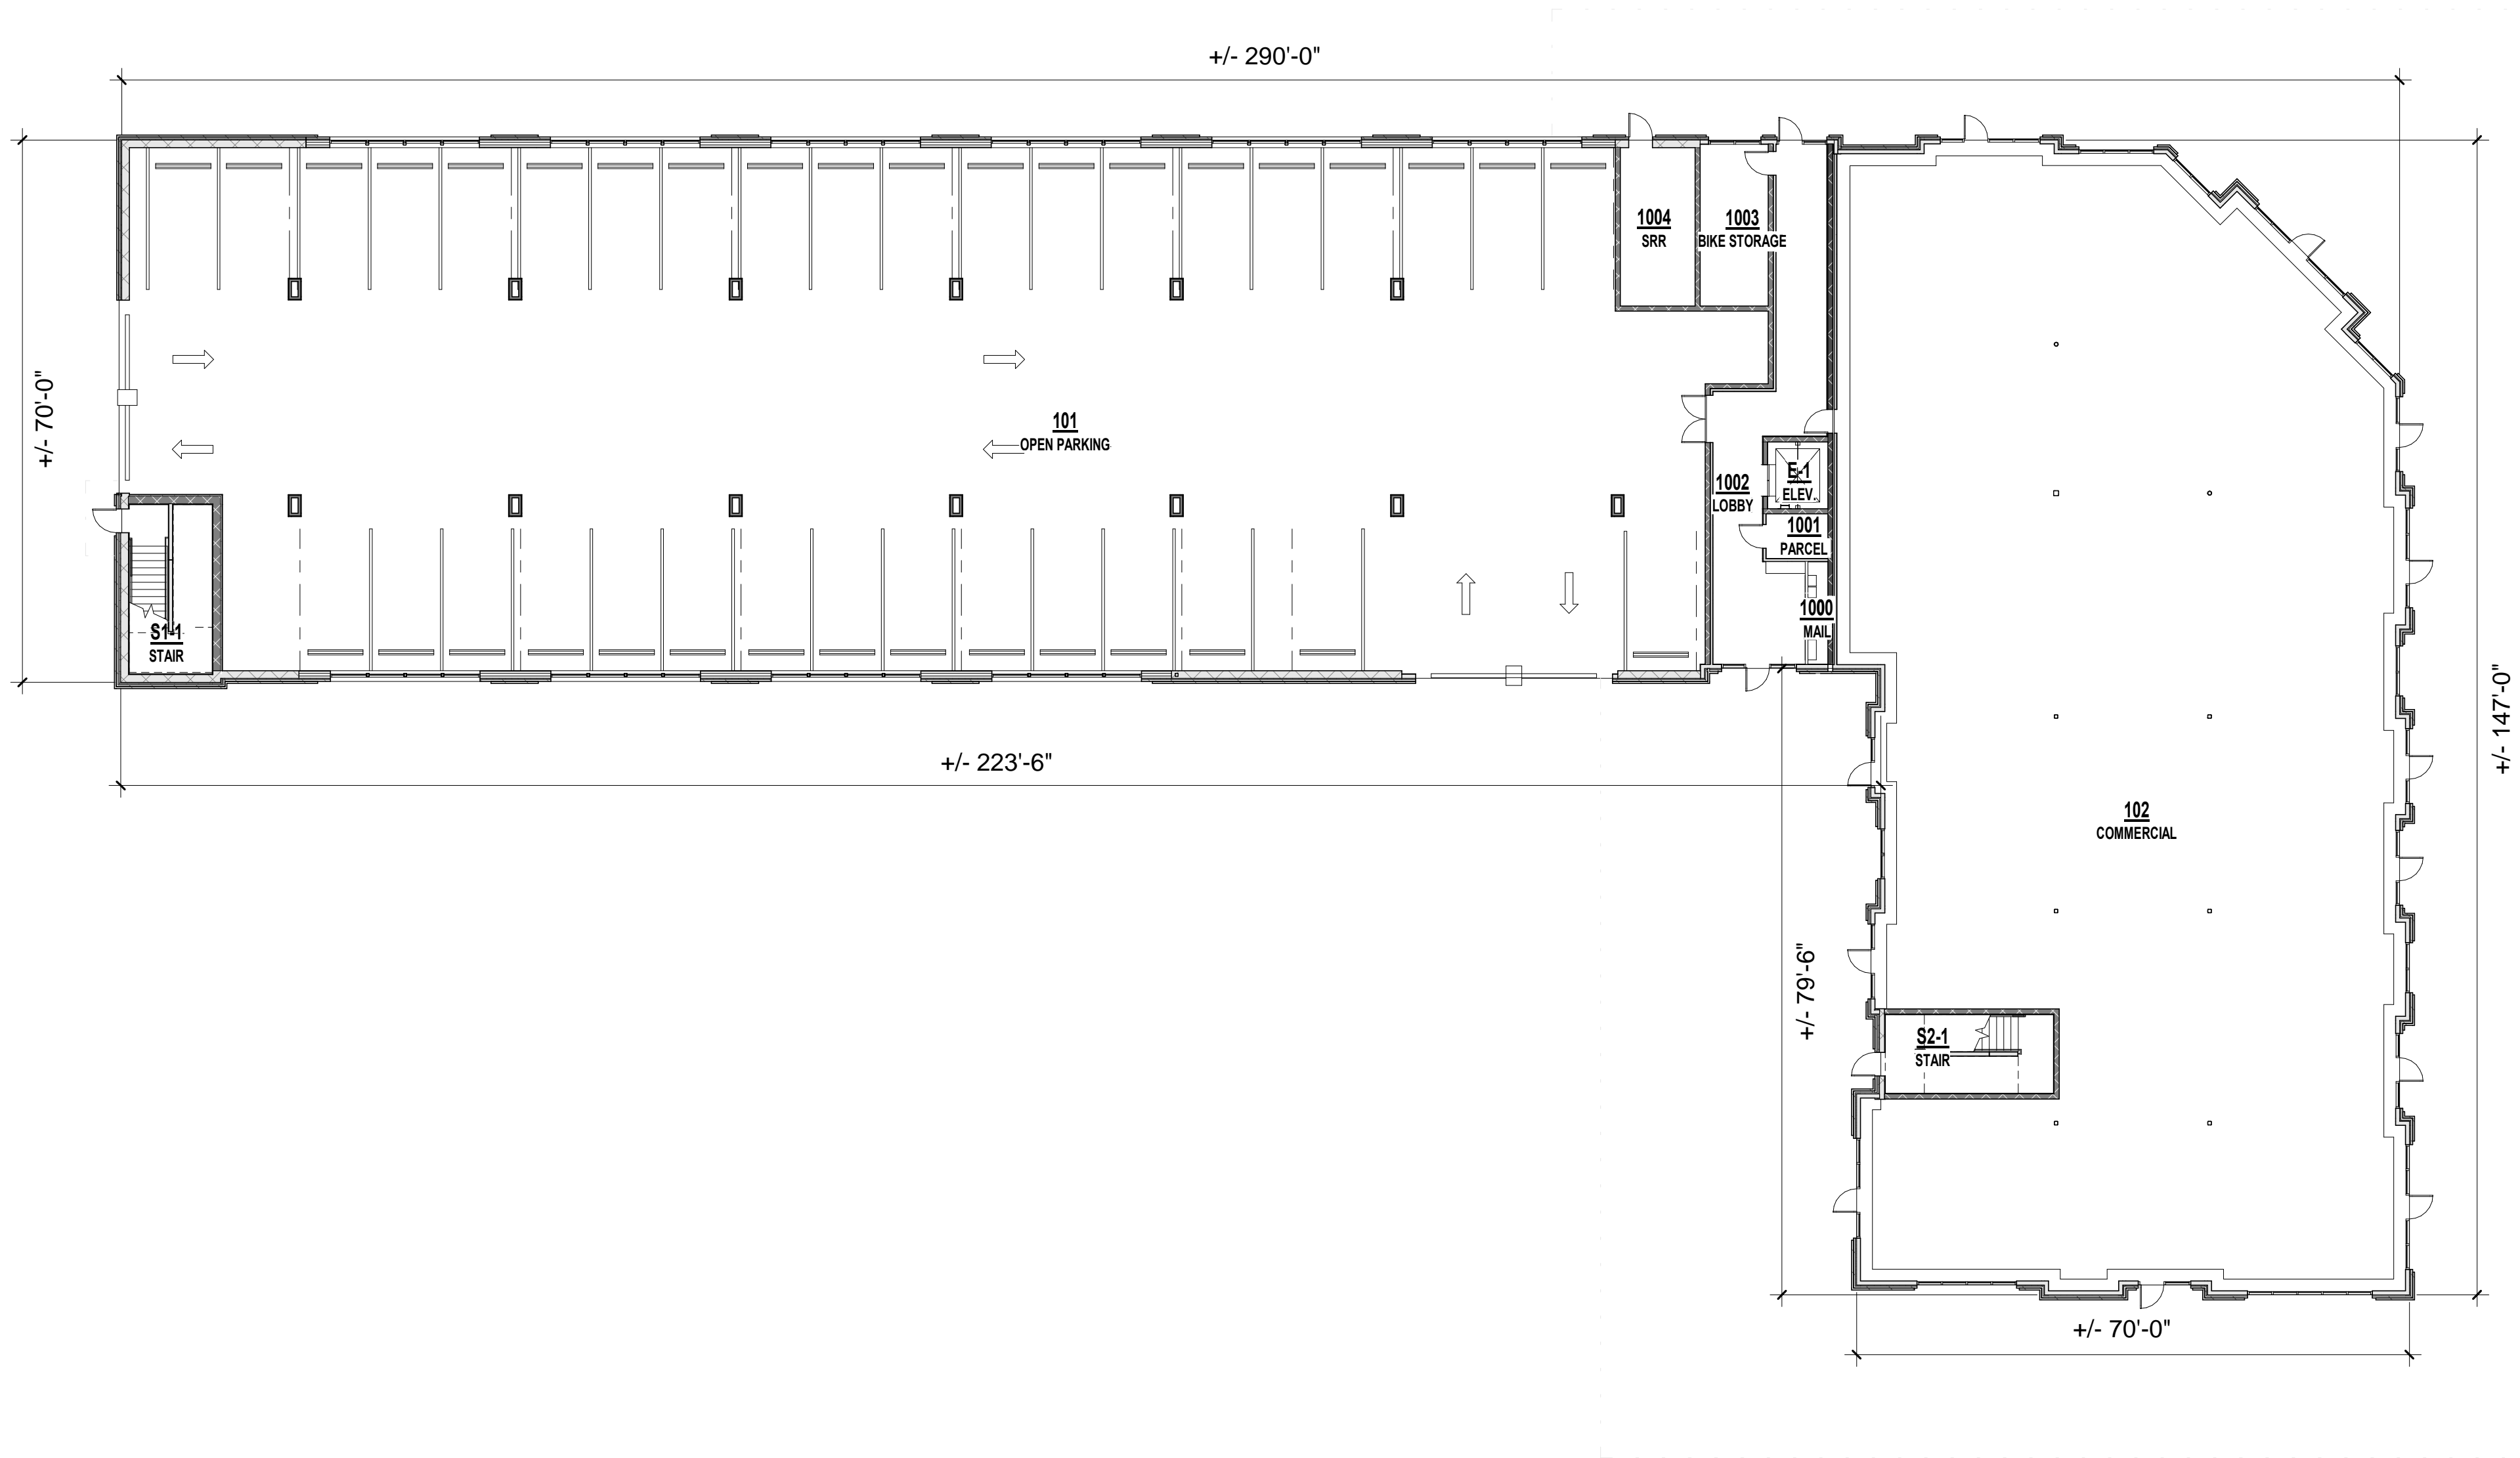 +/- 290'-0"
1004
SRR
1003
BIKE STORAGE
+/- 70'-0"
101
OPEN PARKING
E-1
ELEV.
1002
LOBBY
1001
PARCEL
1000
MAIL
S1-1
STAIR
+/- 147'-0"
+/- 223'-6"
102
COMMERCIAL
+/- 79'-6"
S2-1
STAIR
+/- 70'-0"